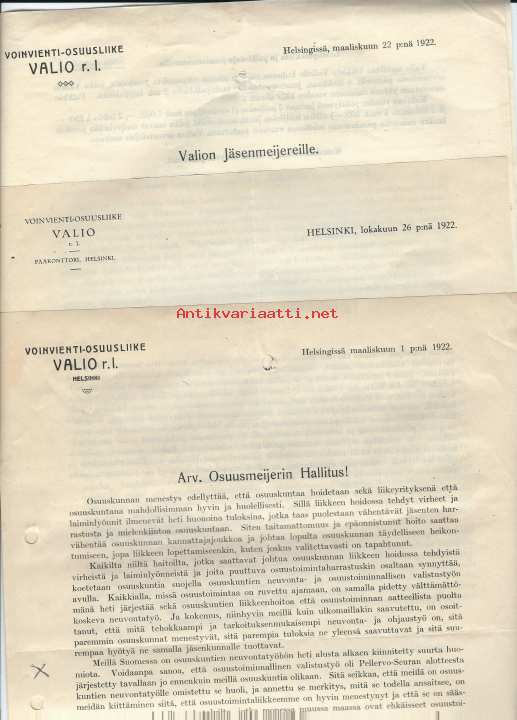 VOINVIENTI-OSUUSLIIKE
VALIO r. l.
Helsingissä, maaliskuun 22 p:nä 1922.
Valion Jäsenmeijereille.
VOINVIENTI-OSUUSLIIKE
VALIO
r. l.
PÄÄKONTTORI, HELSINKI.
HELSINKI, lokakuun 26 p:nä 1922.
Antikvariaatti.net
VOINVIENTI-OSUUSLIIKE
VALIO r. l.
HELSINKI
Helsingissä maaliskuun 1 p:nä 1922.
Arv. Osuusmeijerin Hallitus!
Osuuskunnan menestys edellyttää, että osuuskuntaa hoidetaan sekä liikeyrityksenä että
osuuskuntana mahdollisimman hyvin ja huolellisesti. Sillä liikkeen hoidossa tehdyt virheet ja
laiminlyönnit ilmenevät heti huonoina tuloksina, jotka taas puolestaan vähentävät jäsenten har-
rastusta ja mielenkiintoa osuuskuntaan. Siten taitamattomuus ja epäonnistunut hoito saattaa
vähentää osuuskunnan kannattajajoukkoa ja johtaa lopulta osuuskunnan täydelliseen heikon-
tumiseen, jopa liikkeen lopettamiseenkin, kuten joskus valitettavasti on tapahtunut.
Kaikilta niiltä haitoilta, jotka saattavat johtua osuuskunnan liikkeen hoidossa tehdyistä
virheistä ja laiminlyönneistä ja joita puuttuva osuustoimintaharrastuskin osaltaan synnyttää,
koetetaan osuuskuntia suojella osuuskuntien neuvonta- ja osuustoiminnallisen valistustyön
avulla. Kaikkialla, missä osuustoimintaa on ruvettu ajamaan, on samalla pidetty välttämättö-
mänä heti järjestää sekä osuuskuntien liikkeenhoitoa että osuustoiminnan aatteellista puolta
koskeva neuvontatyö. Ja kokemus, niinhyvin meillä kuin ulkomaillakin saavutettu, on osoit-
tanut, että mitä tehokkaampi ja tarkoituksenmukaisempi neuvonta- ja ohjaustyö on, sitä
paremmin osuuskunnat menestyvät, sitä parempia tuloksia ne yleensä saavuttavat ja sitä suu-
rempaa hyötyä ne samalla jäsenkunnalle tuottavat.
Meillä Suomessa on osuuskuntien neuvontatyöhön heti alusta alkaen kiinnitetty suurta huo-
miota. Voidaanpa sanoa, että osuustoiminnallinen valistustyö oli Pellervo-Seuran alotteesta
järjestetty tavallaan jo ennenkuin meillä osuuskuntia olikaan. Sitä seikkaa, että meillä on osuus-
kuntien neuvontatyölle omistettu se huoli, ja annettu se merkitys, mitä se todella ansaitsee, on
meidän kiittäminen siitä, että osuustoimintaliikkeemme on hyvin menestynyt ja että se on sääs-
muussa maassa ovat ehkäisseet osuustoi-